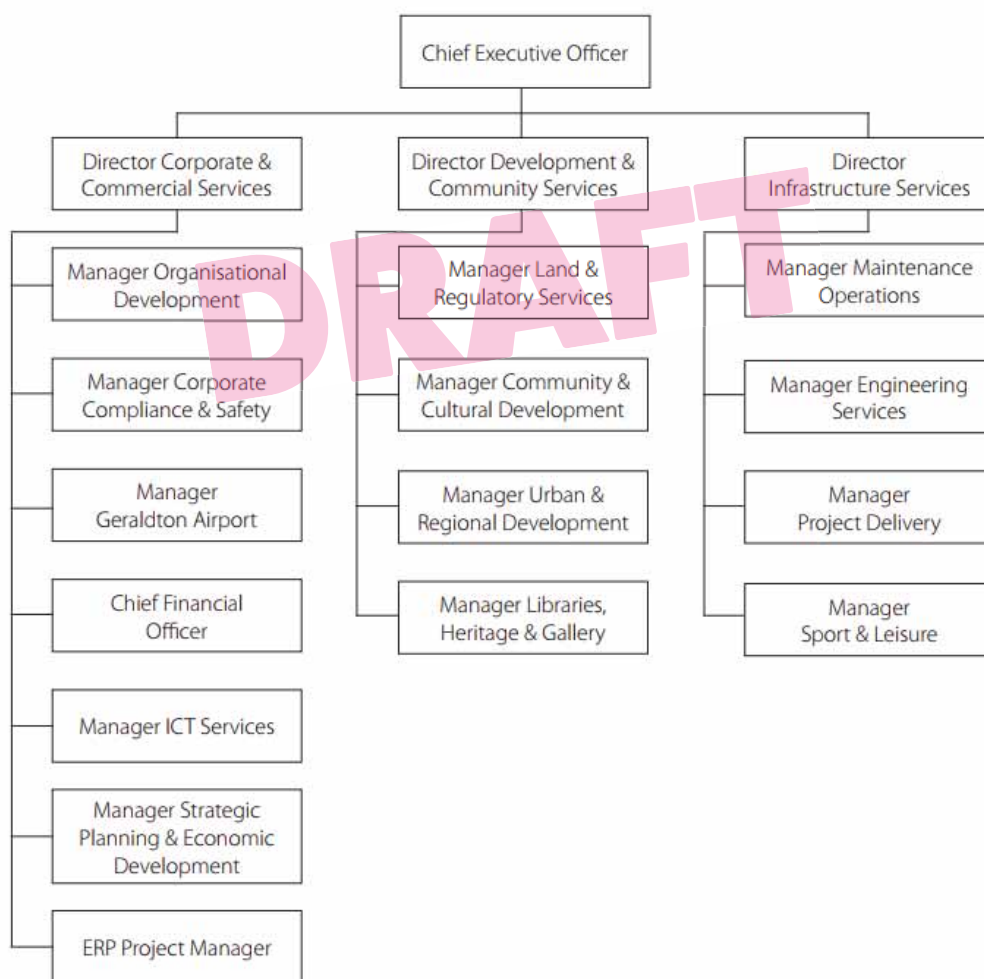 Chief Executive Officer
Director Corporate &
Commercial Services
Manager Organisational
Development
Manager Corporate
Compliance & Safety
Manager
Geraldton Airport
Chief Financial
Officer
Manager ICT Services
Manager Strategic
Planning & Economic
Development
ERP Project Manager
Director Development &
Community Services
Manager Land &
Regulatory Services
Manager Community &
Cultural Development
Manager Urban &
Regional Development
Manager Libraries,
Heritage & Gallery
Director
Infrastructure Services
Manager Maintenance
Operations
Manager Engineering
Services
Manager
Project Delivery
Manager
Sport & Leisure
DRAFT